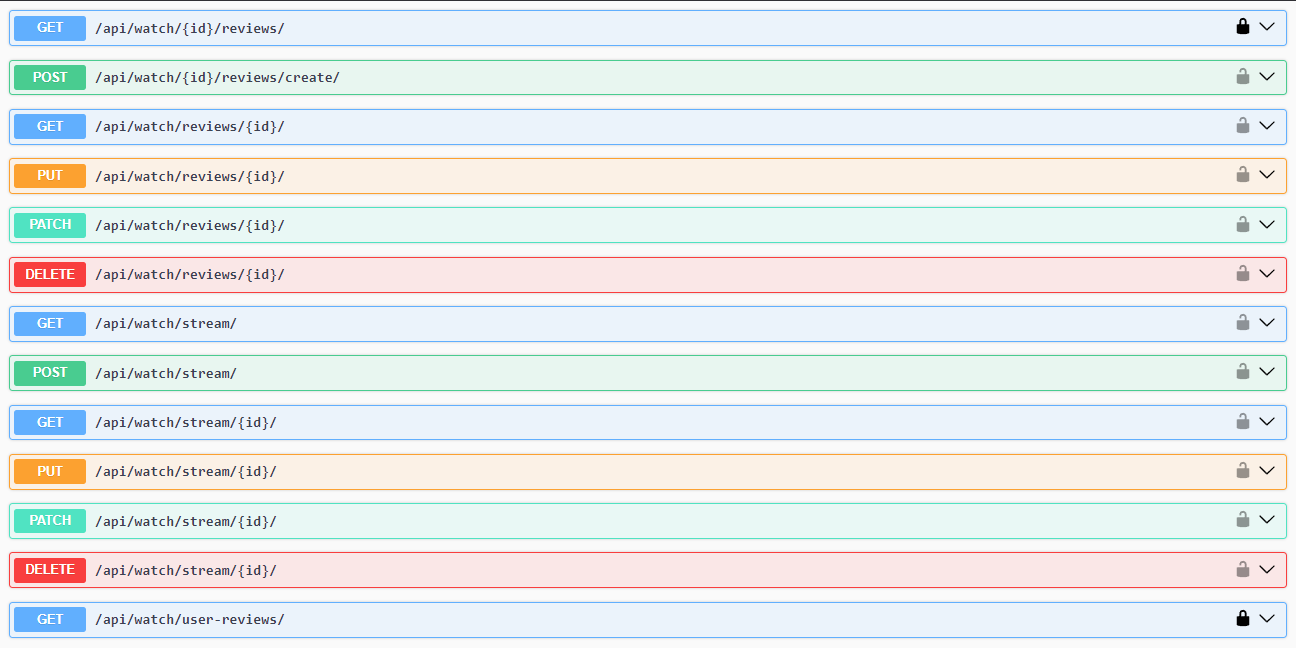 GET /api/watch/{id}/reviews/
POST /api/watch/{id}/reviews/create/
GET /api/watch/reviews/{id}/
PUT /api/watch/reviews/{id}/
PATCH /api/watch/reviews/{id}/
DELETE /api/watch/reviews/{id}/
GET /api/watch/stream/
POST /api/watch/stream/
GET /api/watch/stream/{id}/
PUT /api/watch/stream/{id}/
PATCH /api/watch/stream/{id}/
DELETE /api/watch/stream/{id}/
GET /api/watch/user-reviews/